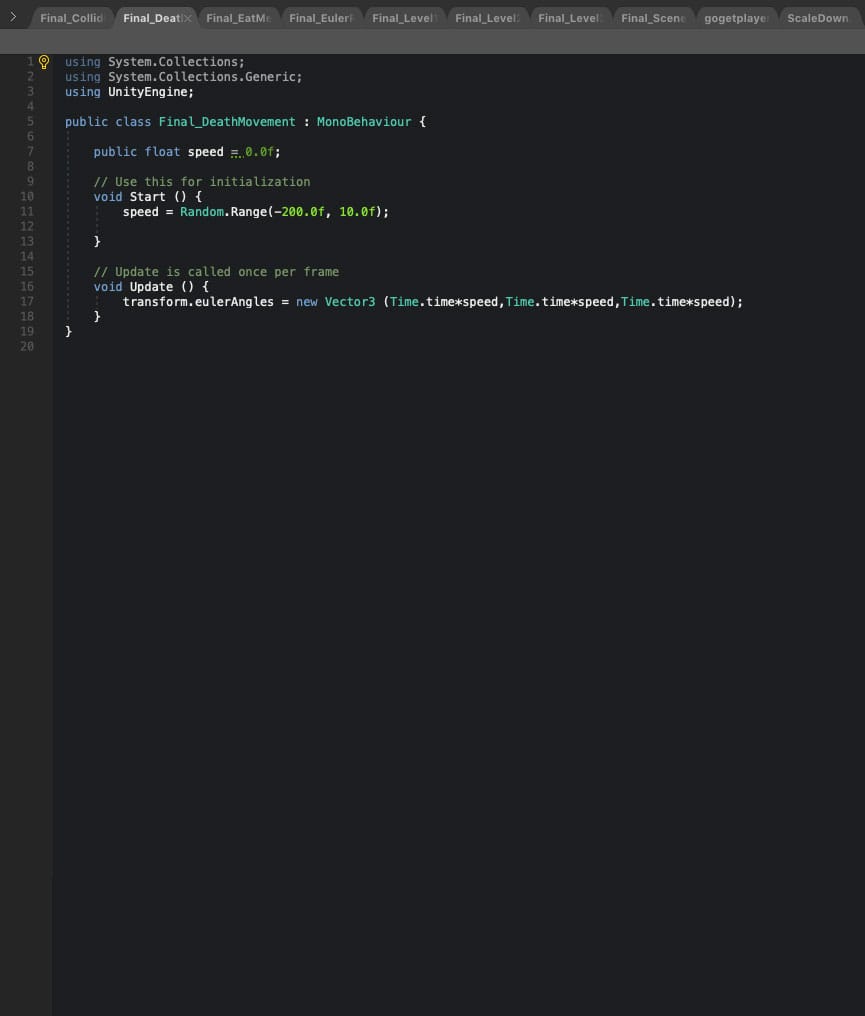 Final_Collid Final_Deat Final_EatMe Final_EulerR Final_Level1 Final_Level2 Final_Level Final_Scene gogetplayer ScaleDown.
1 using System.Collections;
2 using System.Collections.Generic;
3 using UnityEngine;
4
5 public class Final_DeathMovement : MonoBehaviour {
6
7 public float speed = 0.0f;
8
9 // Use this for initialization
10 void Start () {
11 speed = Random.Range(-200.0f, 10.0f);
12
13 }
14
15 // Update is called once per frame
16 void Update () {
17 transform.eulerAngles = new Vector3 (Time.time*speed,Time.time*speed,Time.time*speed);
18 }
19 }
20